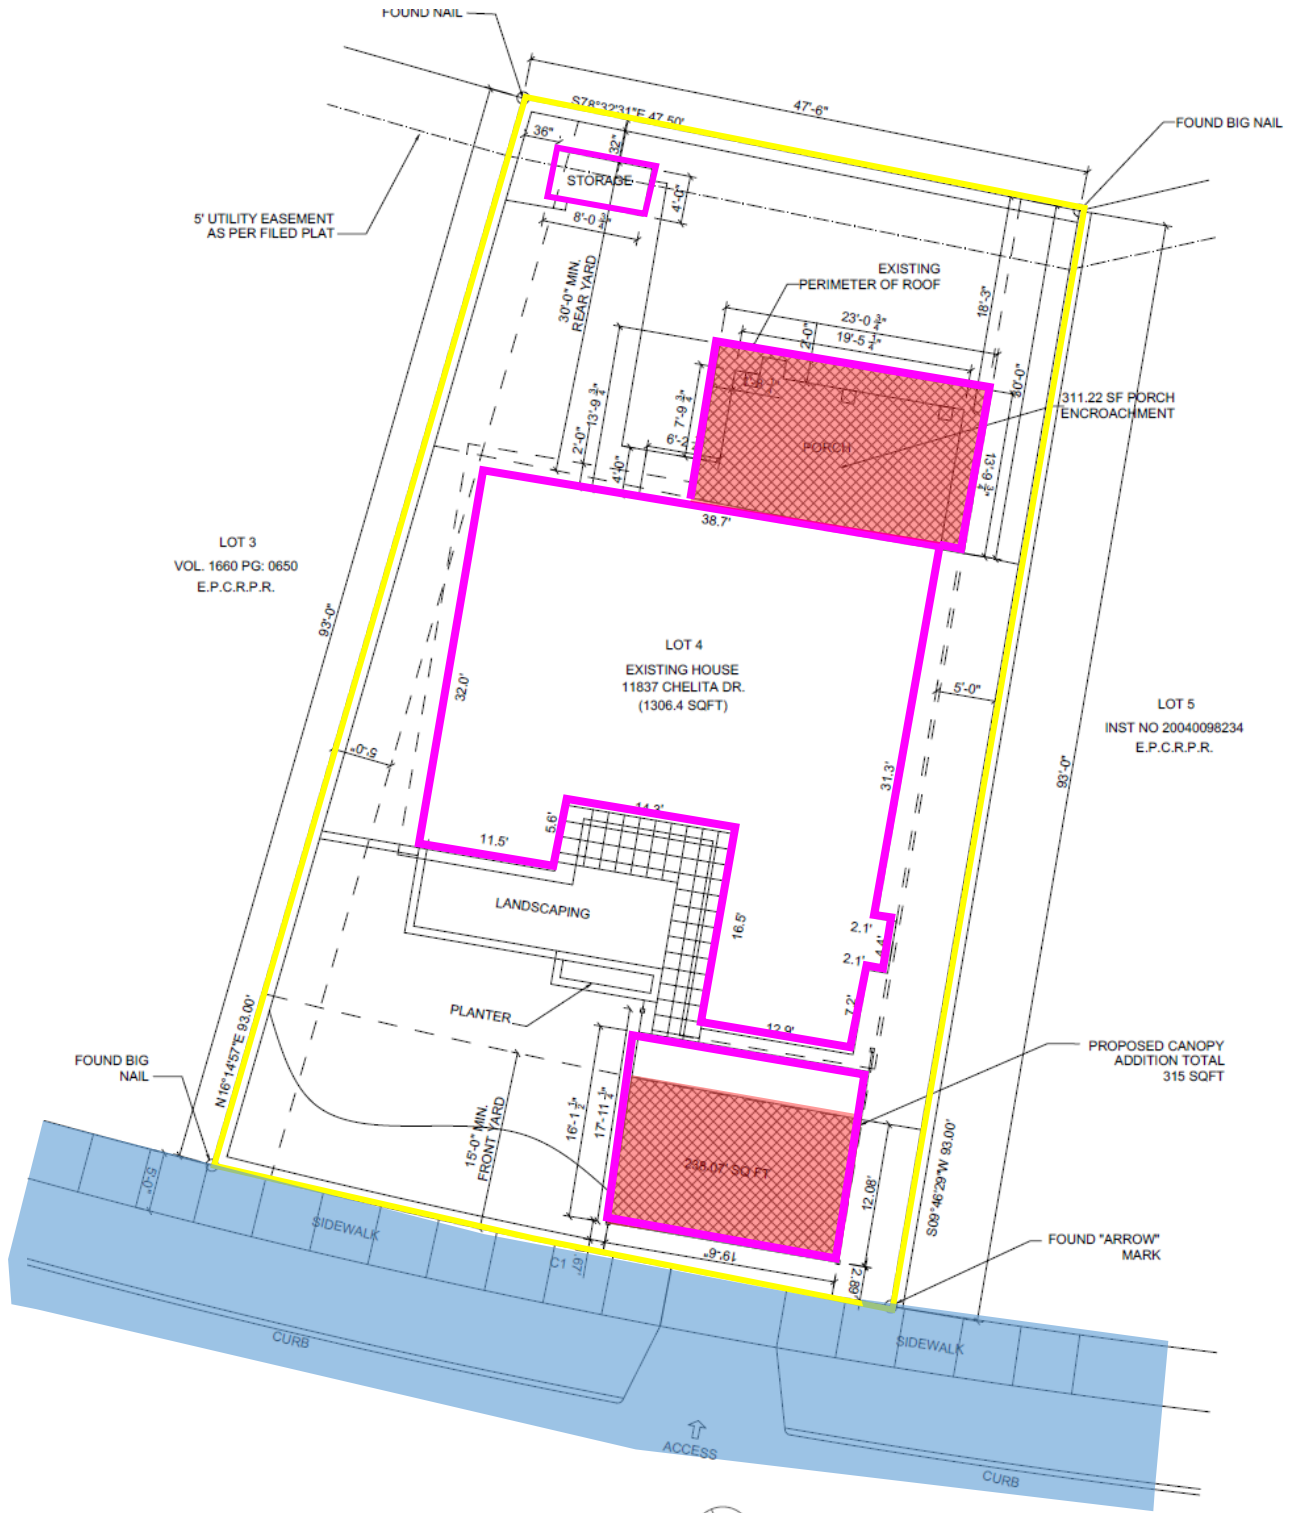 FOUND NAIL
47'-6"
S78°32'31"E 47.50'
FOUND BIG NAIL
36"
32"
STORAGE
4'-0"
8'-0 3/4"
5' UTILITY EASEMENT
AS PER FILED PLAT
30'-0" MIN.
REAR YARD
EXISTING
PERIMETER OF ROOF
18'-3"
23'-0 3/4"
2'-0"
19'-5 1/4"
30'-0"
311.22 SF PORCH
ENCROACHMENT
13'-9 3/4"
7'-9 3/4"
2'-0"
6'-2
4'-0"
PORCH
13'-9 3/4"
38.7'
LOT 3
VOL. 1660 PG: 0650
E.P.C.R.P.R.
93'-0"
32.0'
LOT 4
EXISTING HOUSE
11837 CHELITA DR.
(1306.4 SQFT)
5'-0"
LOT 5
INST NO 20040098234
E.P.C.R.P.R.
5'-0"
31.3'
93'-0"
14.3'
5.6'
11.5'
LANDSCAPING
16.5'
2.1'
4.4'
2.1'
7.2'
12.9'
PLANTER
N16°14'57"E 93.00'
FOUND BIG
NAIL
PROPOSED CANOPY
ADDITION TOTAL
315 SQFT
16'-1 1/2"
17'-11 1/4"
15'-0" MIN.
FRONT YARD
238.07' SQ FT
12.08'
S09°46'29"W 93.00'
5'-0"
SIDEWALK
C1
.67'
19'-6"
2.89'
FOUND "ARROW"
MARK
CURB
SIDEWALK
ACCESS
CURB